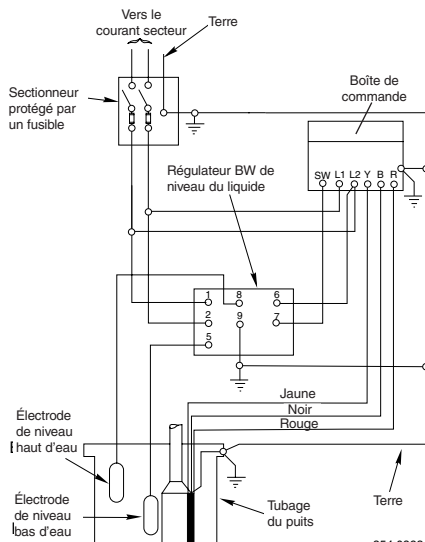 Vers le
courant secteur
Terre
Boîte de
commande
Sectionneur
protégé par
un fusible
Régulateur BW de
niveau du liquide
SW L1 L2 Y B R
1 8 6
2 9 7
5
Jaune
Noir
Rouge
Électrode
de niveau
haut d'eau
Électrode
de niveau
bas d'eau
Tubage
du puits
Terre